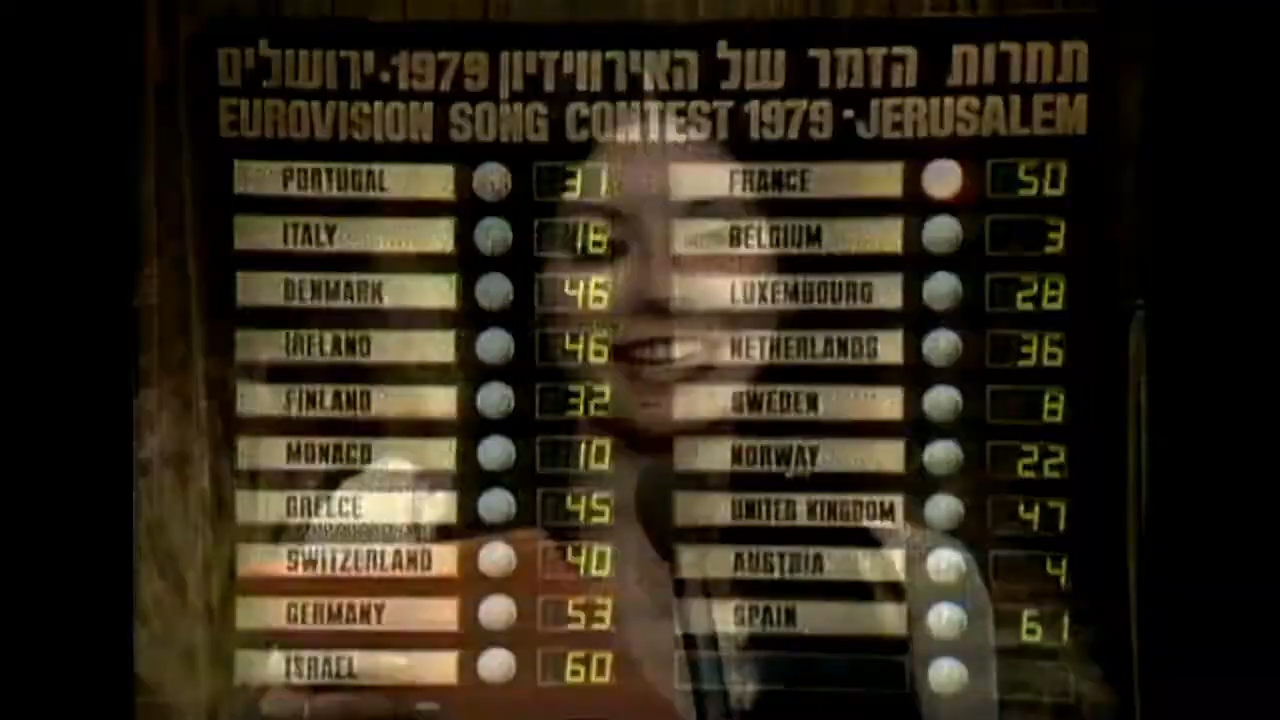 תחרות הזמר של האירוויזיון 1979·ירושלים
EUROVISION SONG CONTEST 1979·JERUSALEM
PORTUGAL 31
ITALY 16
DENMARK 46
IRELAND 46
FINLAND 32
MONACO 10
GREECE 45
SWITZERLAND 40
GERMANY 53
ISRAEL 60
FRANCE 50
BELGIUM 3
LUXEMBOURG 28
NETHERLANDS 36
SWEDEN 8
NORWAY 22
UNITED KINGDOM 47
AUSTRIA 4
SPAIN 61